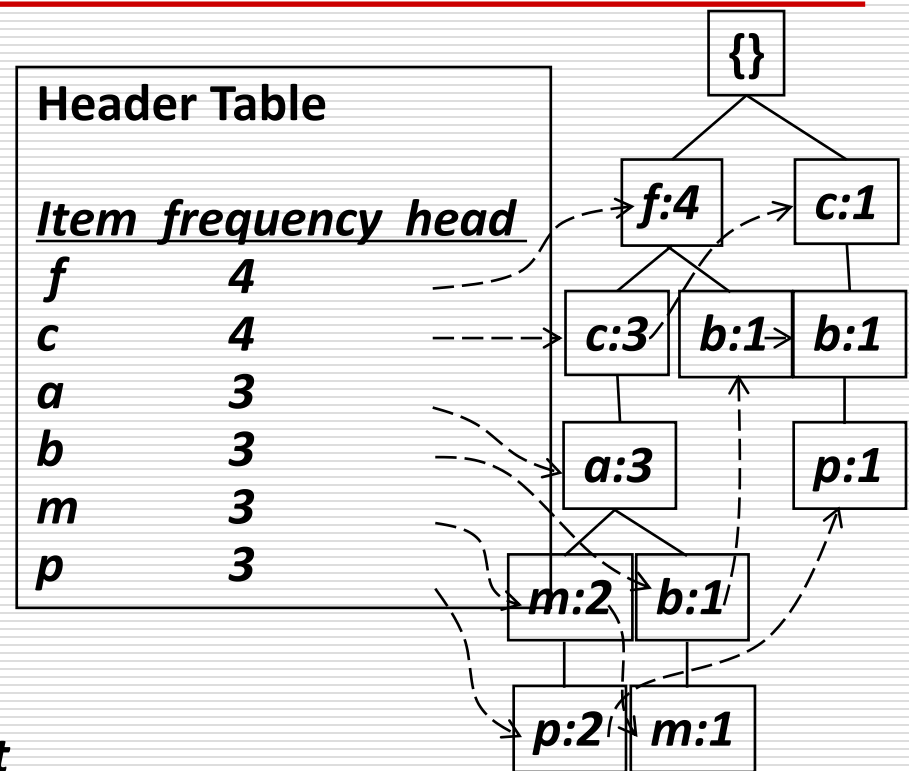 {}
Header Table
Item frequency head
f 4
c 4
a 3
b 3
m 3
p 3
f:4 c:1
c:3 b:1 b:1
a:3 p:1
m:2 b:1
p:2 m:1
t